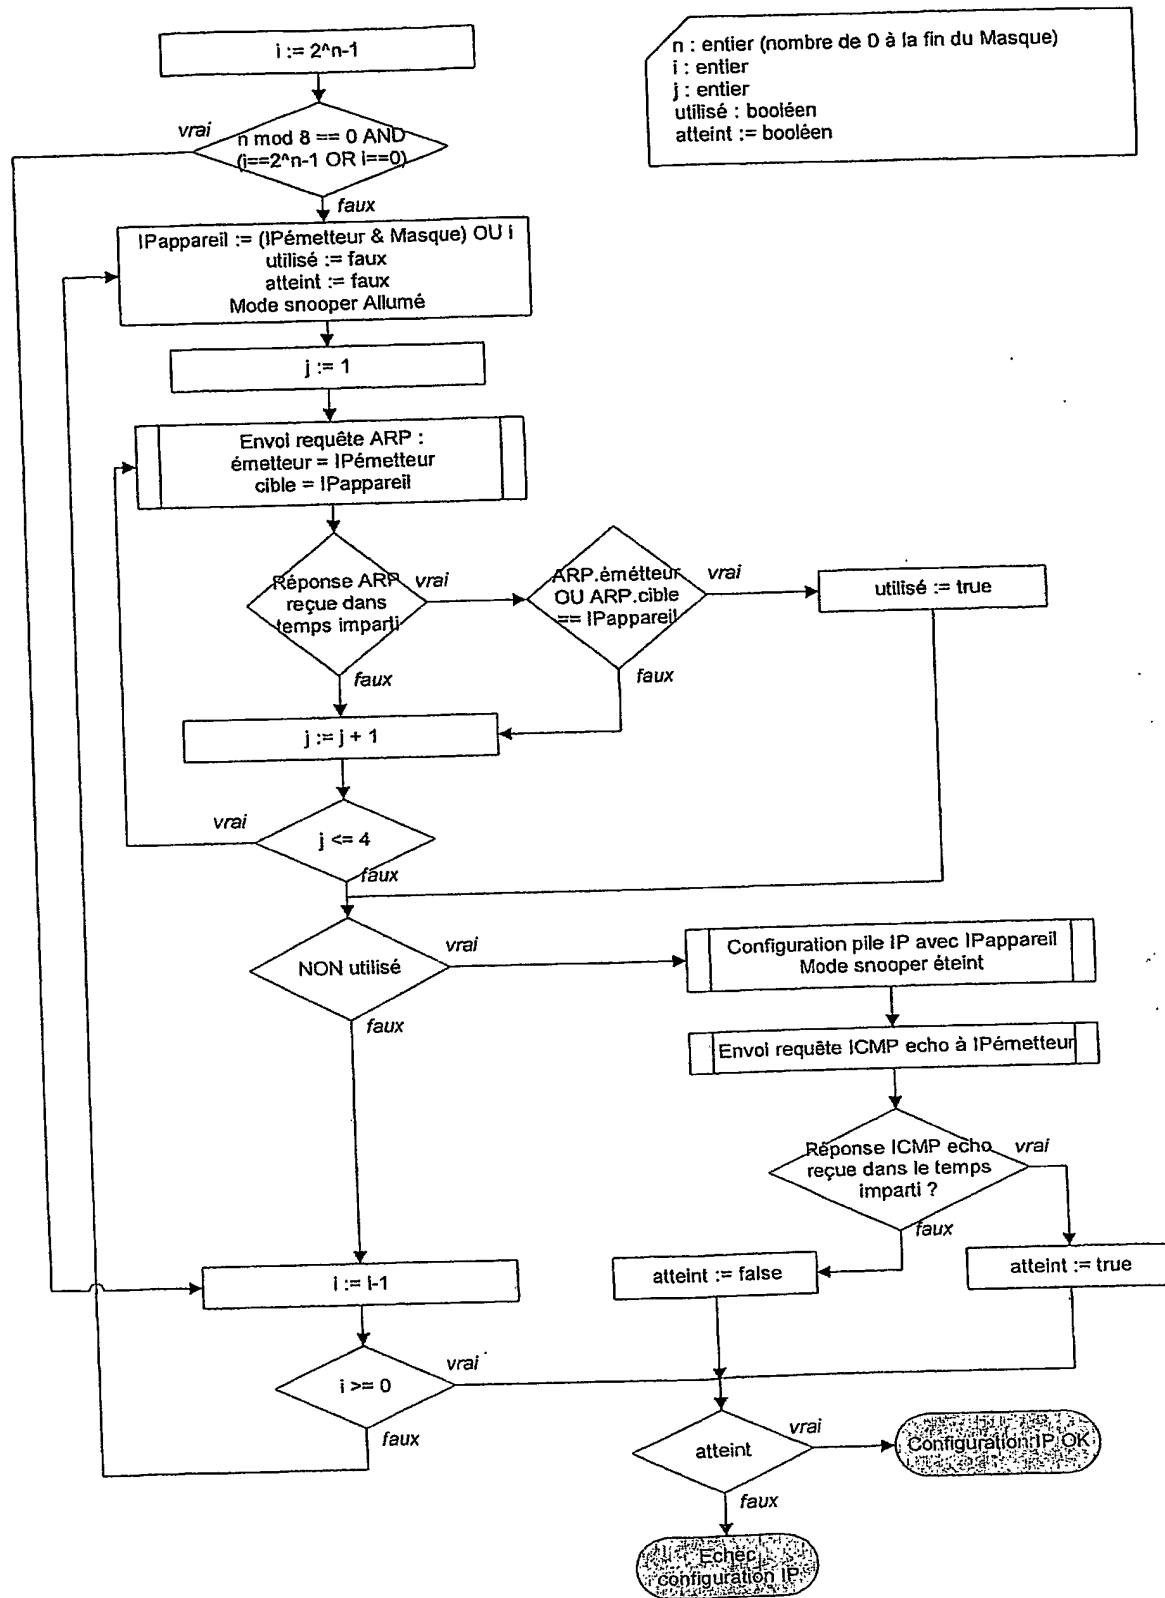 i := 2^n-1
n : entier (nombre de 0 à la fin du Masque)
i : entier
j : entier
utilisé : booléen
atteint := booléen
vrai
n mod 8 == 0 AND
(i==2^n-1 OR i==0)
faux
IPappareil := (IPémetteur & Masque) OU i
utilisé := faux
atteint := faux
Mode snooper Allumé
j := 1
Envoi requête ARP :
émetteur = IPémetteur
cible = IPappareil
Réponse ARP
reçue dans
temps imparti
vrai
ARP.émétteur
OU ARP.cible
== IPappareil
vrai
utilisé := true
faux
faux
j := j + 1
vrai
j <= 4
faux
NON utilisé
vrai
Configuration pile IP avec IPappareil
Mode snooper éteint
faux
Envoi requête ICMP echo à IPémetteur
Réponse ICMP echo
reçue dans le temps
imparti ?
vrai
faux
atteint := false
atteint := true
i := i-1
i >= 0
vrai
faux
atteint
vrai
Configuration IP OK
faux
Echec
configuration IP